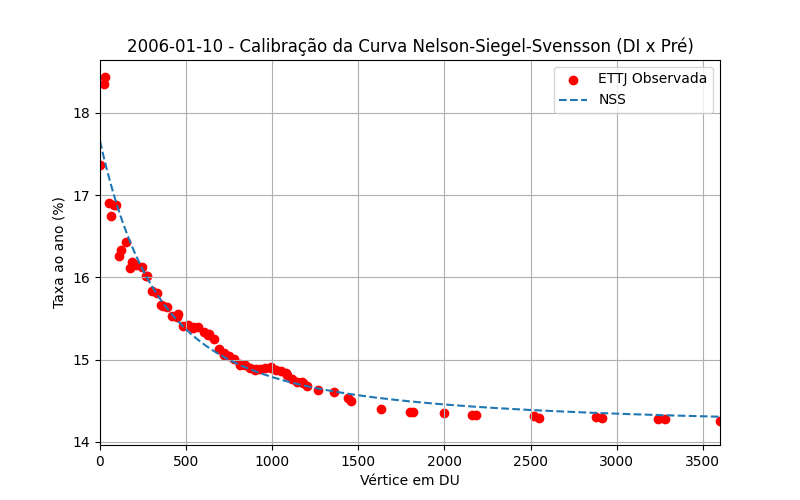 2006-01-10 - Calibração da Curva Nelson-Siegel-Svensson (DI x Pré)
ETTJ Observada
NSS
Taxa ao ano (%)
18
17
16
15
14
0 500 1000 1500 2000 2500 3000 3500
Vértice em DU